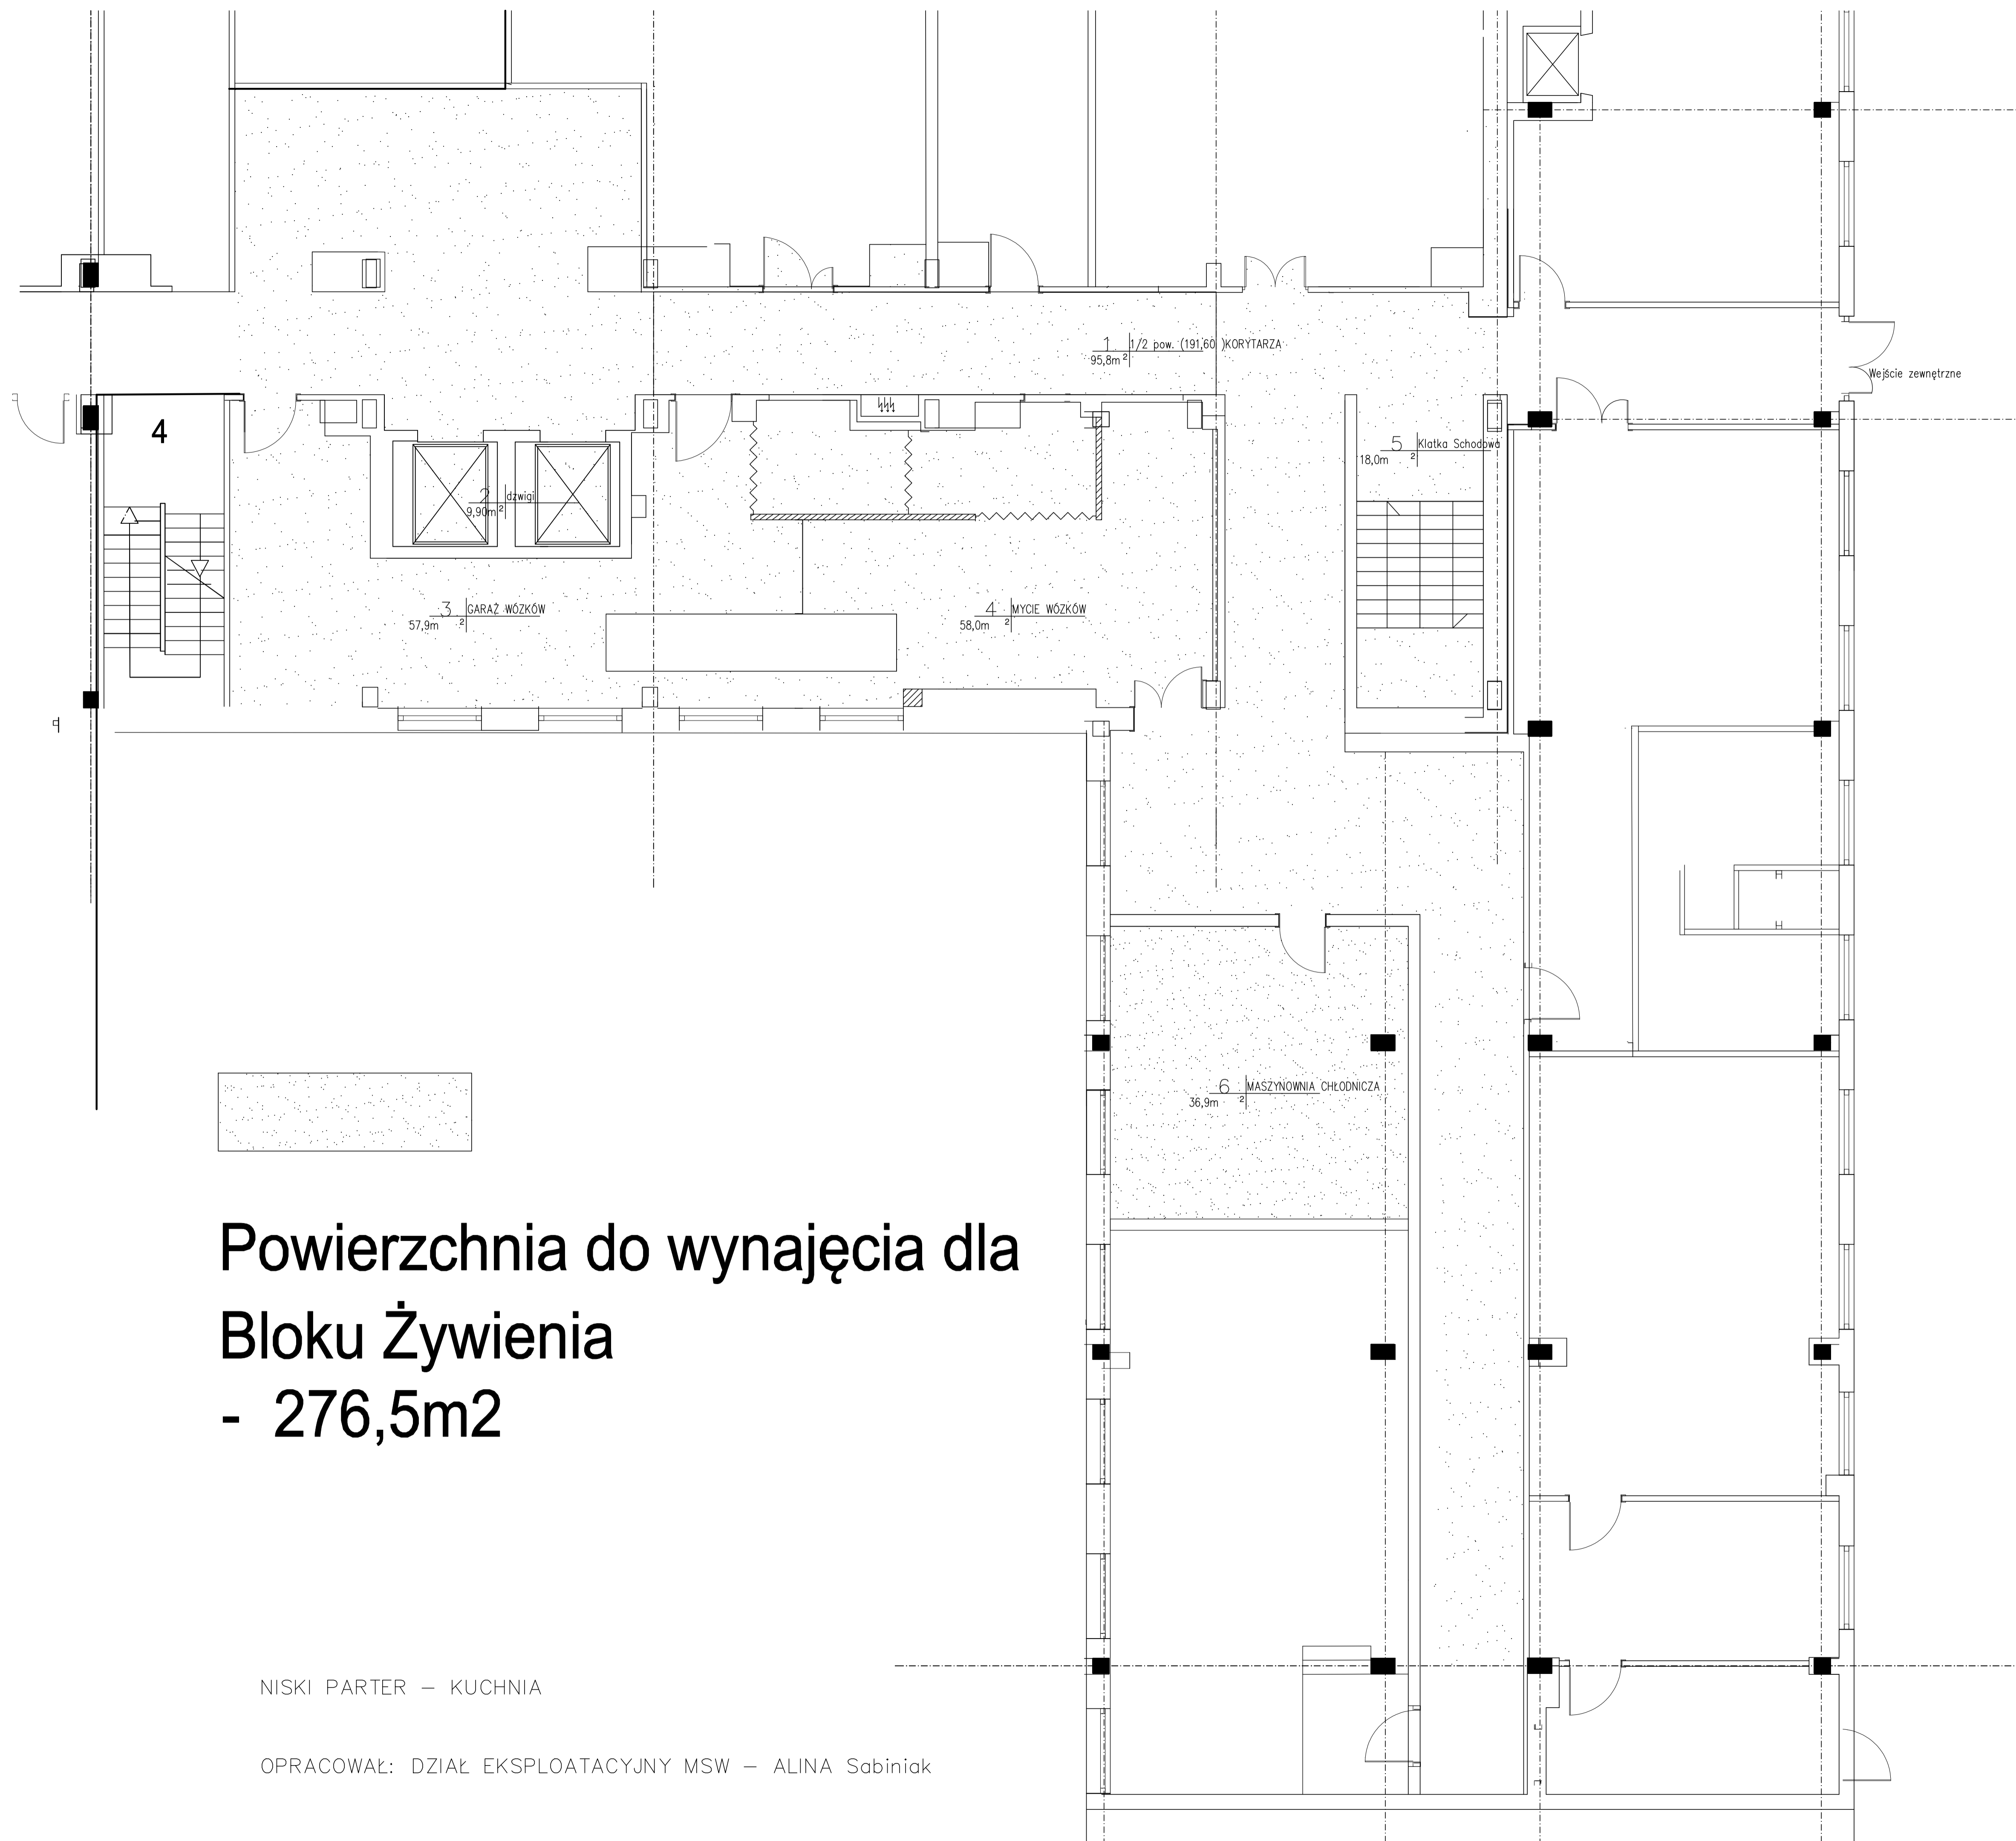 1 1/2 pow. (191,60 )KORYTARZA
95,8m 2
Wejście zewnętrzne
4
5 Klatka Schodowa
18,0m 2
2 dzwigi
9,90m 2
3 GARAŻ WÓZKÓW
57,9m 2
4 MYCIE WÓZKÓW
58,0m 2
6 MASZYNOWNIA CHŁODNICZA
36,9m 2
Powierzchnia do wynajęcia dla
Bloku Żywienia
- 276,5m2
NISKI PARTER – KUCHNIA
OPRACOWAŁ: DZIAŁ EKSPLOATACYJNY MSW – ALINA Sabiniak